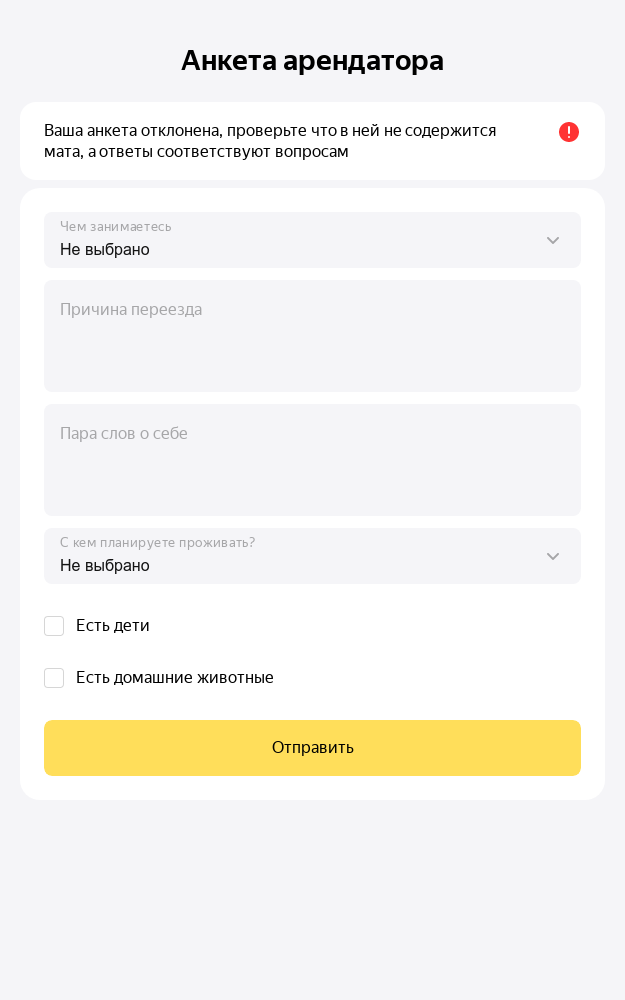 Анкета арендатора
Ваша анкета отклонена, проверьте что в ней не содержится
мата, а ответы соответствуют вопросам
Чем занимаетесь
Не выбрано
Причина переезда
Пара слов о себе
С кем планируете проживать?
Не выбрано
Есть дети
Есть домашние животные
Отправить